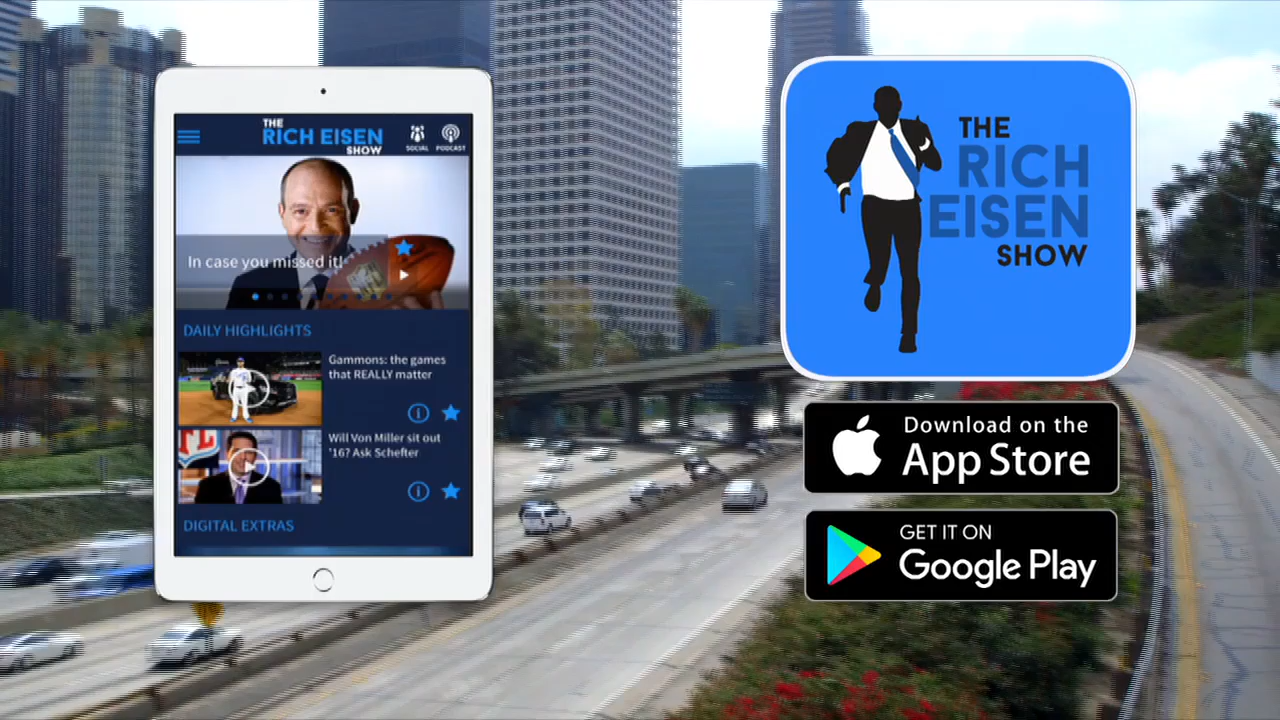 THE
RICH EISEN
SHOW
SOCIAL
PODCAST
In case you missed it!
DAILY HIGHLIGHTS
Gammons: the games
that REALLY matter
Will Von Miller sit out
'16? Ask Schefter
DIGITAL EXTRAS
THE
RICH
EISEN
SHOW
Download on the
App Store
GET IT ON
Google Play